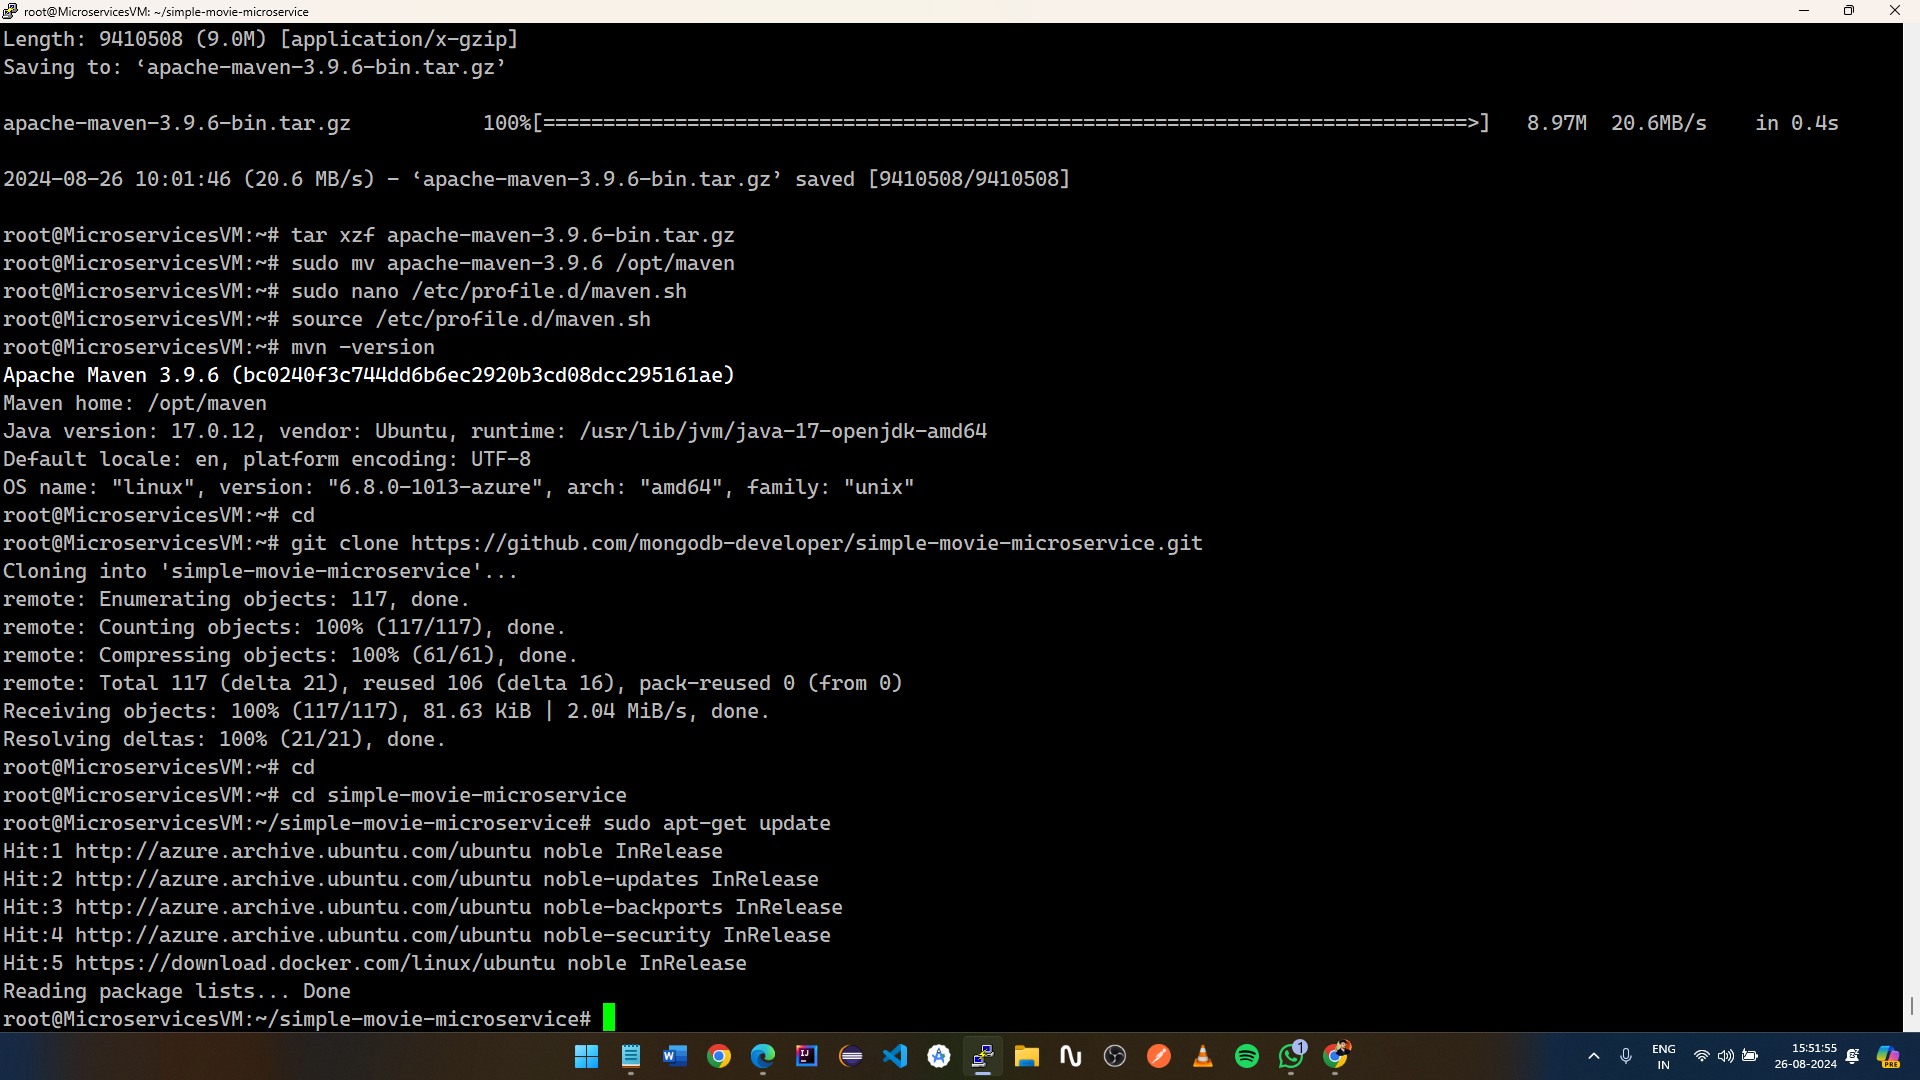 root@MicroservicesVM: ~/simple-movie-microservice
Length: 9410508 (9.0M) [application/x-gzip]
Saving to: ‘apache-maven-3.9.6-bin.tar.gz’
apache-maven-3.9.6-bin.tar.gz 100%[=============================================================================>] 8.97M 20.6MB/s in 0.4s
2024-08-26 10:01:46 (20.6 MB/s) - ‘apache-maven-3.9.6-bin.tar.gz’ saved [9410508/9410508]
root@MicroservicesVM:~# tar xzf apache-maven-3.9.6-bin.tar.gz
root@MicroservicesVM:~# sudo mv apache-maven-3.9.6 /opt/maven
root@MicroservicesVM:~# sudo nano /etc/profile.d/maven.sh
root@MicroservicesVM:~# source /etc/profile.d/maven.sh
root@MicroservicesVM:~# mvn -version
Apache Maven 3.9.6 (bc0240f3c744dd6b6ec2920b3cd08dcc295161ae)
Maven home: /opt/maven
Java version: 17.0.12, vendor: Ubuntu, runtime: /usr/lib/jvm/java-17-openjdk-amd64
Default locale: en, platform encoding: UTF-8
OS name: "linux", version: "6.8.0-1013-azure", arch: "amd64", family: "unix"
root@MicroservicesVM:~# cd
root@MicroservicesVM:~# git clone https://github.com/mongodb-developer/simple-movie-microservice.git
Cloning into 'simple-movie-microservice'...
remote: Enumerating objects: 117, done.
remote: Counting objects: 100% (117/117), done.
remote: Compressing objects: 100% (61/61), done.
remote: Total 117 (delta 21), reused 106 (delta 16), pack-reused 0 (from 0)
Receiving objects: 100% (117/117), 81.63 KiB | 2.04 MiB/s, done.
Resolving deltas: 100% (21/21), done.
root@MicroservicesVM:~# cd
root@MicroservicesVM:~# cd simple-movie-microservice
root@MicroservicesVM:~/simple-movie-microservice# sudo apt-get update
Hit:1 http://azure.archive.ubuntu.com/ubuntu noble InRelease
Hit:2 http://azure.archive.ubuntu.com/ubuntu noble-updates InRelease
Hit:3 http://azure.archive.ubuntu.com/ubuntu noble-backports InRelease
Hit:4 http://azure.archive.ubuntu.com/ubuntu noble-security InRelease
Hit:5 https://download.docker.com/linux/ubuntu noble InRelease
Reading package lists... Done
root@MicroservicesVM:~/simple-movie-microservice#
1
ENG
IN
15:51:55
26-08-2024
PRE